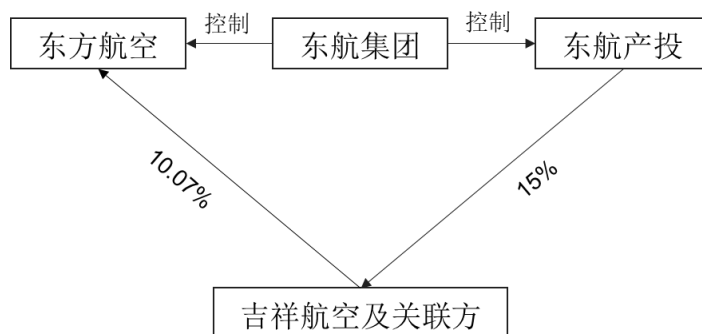 控制
控制
东方航空
东航集团
东航产投
10.07%
15%
吉祥航空及关联方